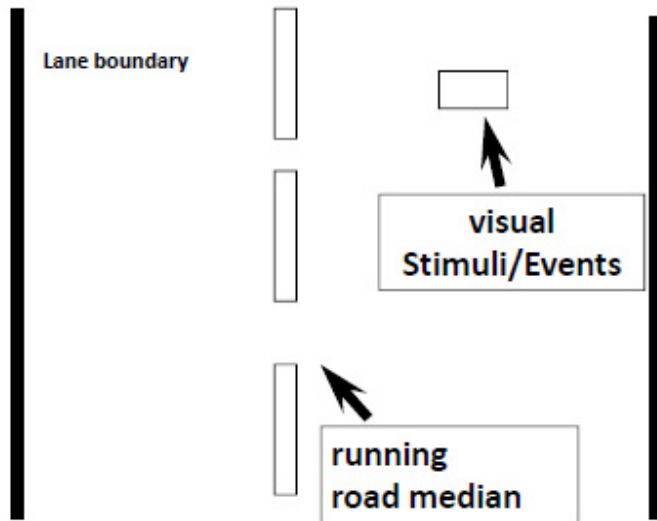 Lane boundary
visual
Stimuli/Events
running
road median